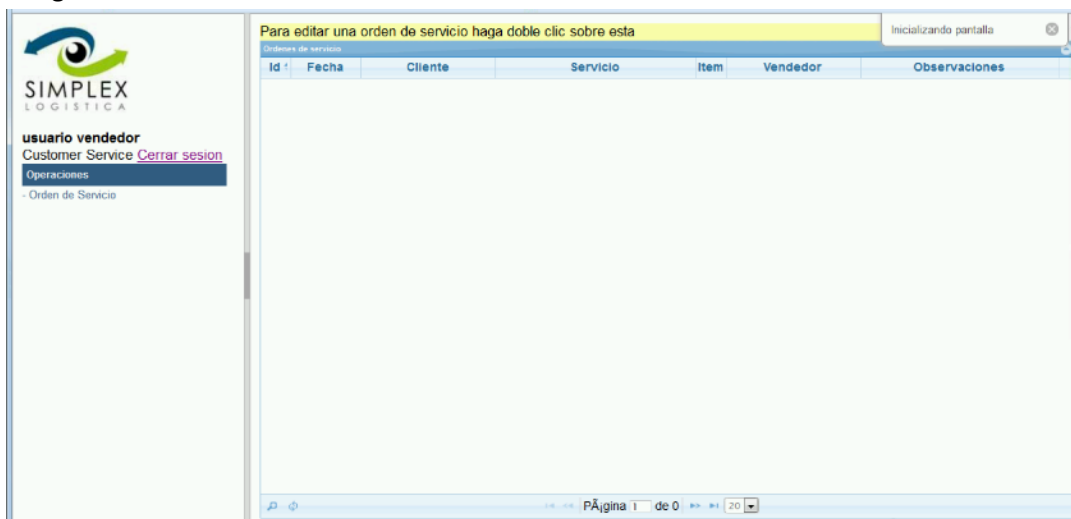 SIMPLEX
LOGISTICA
usuario vendedor
Customer Service Cerrar sesion
Operaciones
- Orden de Servicio
Para editar una orden de servicio haga doble clic sobre esta
Inicializando pantalla
Ordenes de servicio
Id Fecha Cliente Servicio Item Vendedor Observaciones
PÃ¡gina 1 de 0 20